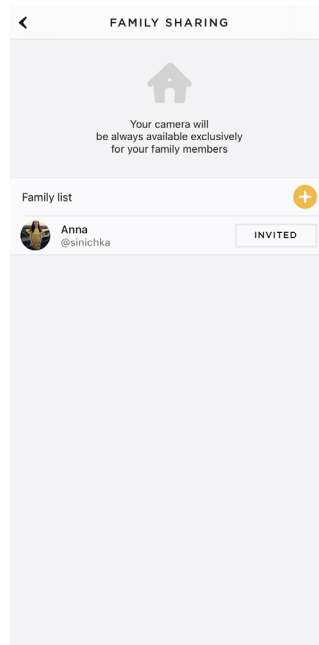 FAMILY SHARING
Your camera will
be always available exclusively
for your family members
Family list
Anna
@sinichka
INVITED